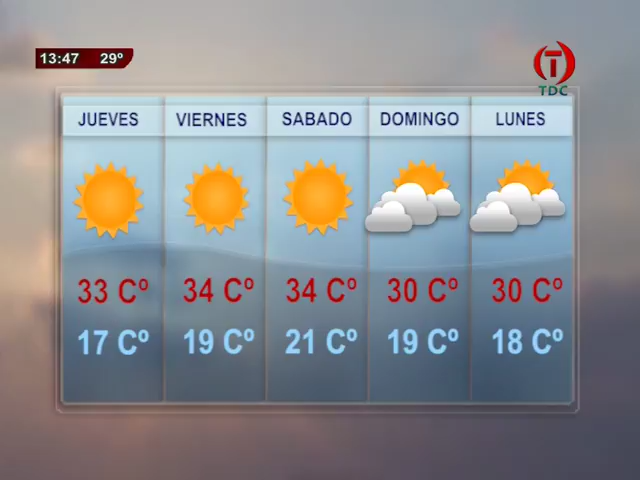 13:47 29º
T
TDC
JUEVES VIERNES SABADO DOMINGO LUNES
33 Cº 34 Cº 34 Cº 30 Cº 30 Cº
17 Cº 19 Cº 21 Cº 19 Cº 18 Cº